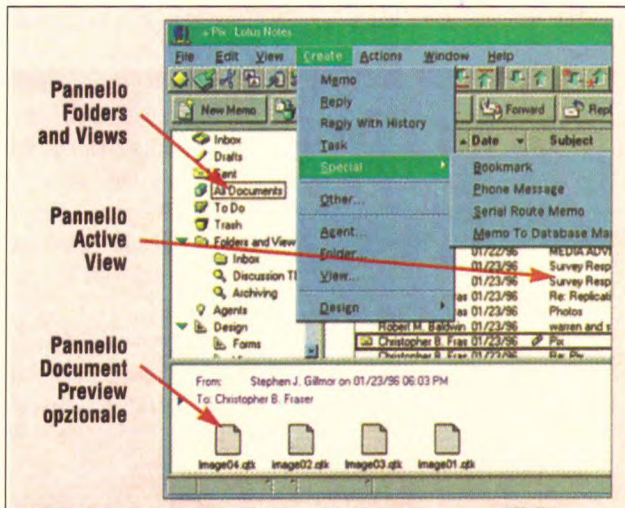 Pix - Lotus Notes
File Edit View Create Actions Window Help
New Memo
Forward
Inbox
Drafts
Sent
All Documents
To Do
Trash
Folders and View
Inbox
Discussion
Archiving
Agents
Design
Forms
Memo
Reply
Reply With History
Task
Special
Other...
Agent...
Folder...
View...
Design
Bookmark
Phone Message
Serial Route Memo
Memo To Database
Date Subject
01/22/96 MEDIA ADV
01/23/96 Survey Resp
01/23/96 Survey Resp
as 01/23/96 Re: Replicati
as 01/23/96 Photos
Robert M. Baldwin 01/23/96 warren and s
Christopher B. Fras 01/23/96 Pix
Christopher B. Fras 01/23/96 Re: Pix
From: Stephen J. Gillmor on 01/23/96 06:03 PM
To: Christopher B. Fraser
Image04.qtk Image02.qtk Image03.qtk Image01.qtk
Pannello
Folders
and Views
Pannello
Active
View
Pannello
Document
Preview
opzionale